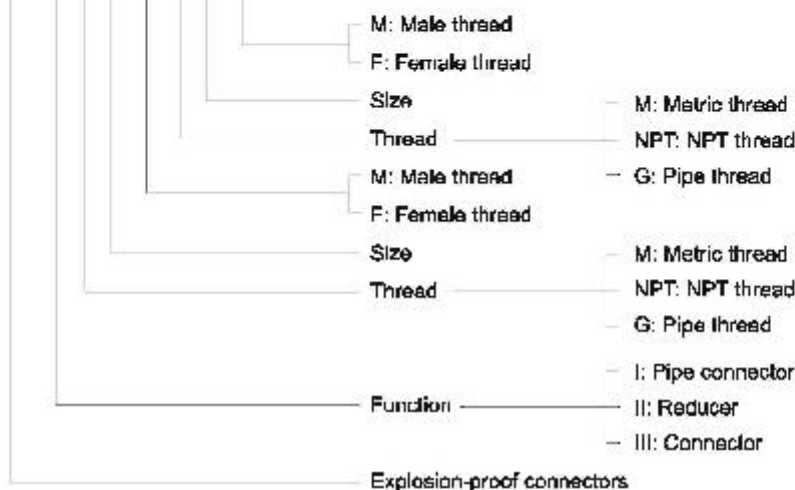 M: Male thread
F: Female thread
Size
M: Metric thread
Thread
NPT: NPT thread
M: Male thread
G: Pipe thread
F: Female thread
Size
M: Metric thread
Thread
NPT: NPT thread
G: Pipe thread
I: Pipe connector
Function
II: Reducer
III: Connector
Explosion-proof connectors